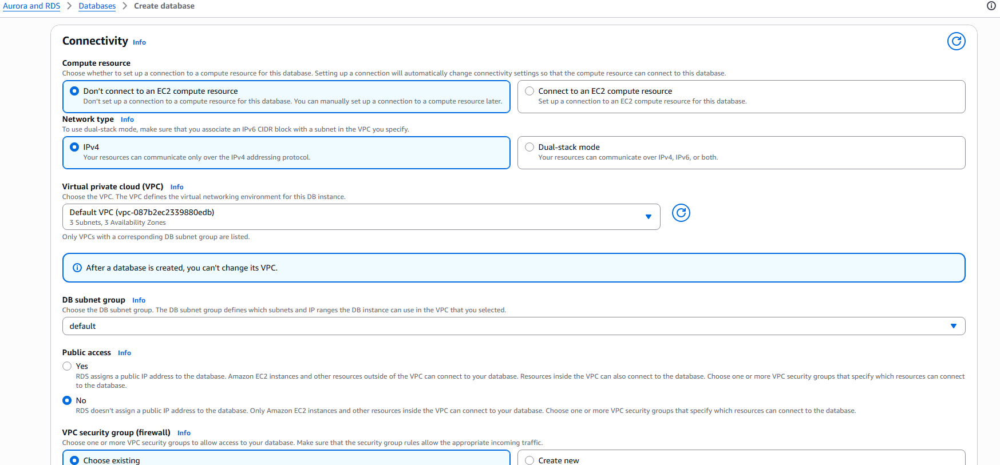 Aurora and RDS > Databases > Create database
Connectivity Info
Compute resource
Choose whether to set up a connection to a compute resource for this database. Setting up a connection will automatically change connectivity settings so that the compute resource can connect to this database.
Don't connect to an EC2 compute resource
Don't set up a connection to a compute resource for this database. You can manually set up a connection to a compute resource later.
Connect to an EC2 compute resource
Set up a connection to an EC2 compute resource for this database.
Network type Info
To use dual-stack mode, make sure that you associate an IPv6 CIDR block with a subnet in the VPC you specify.
IPv4
Your resources can communicate only over the IPv4 addressing protocol.
Dual-stack mode
Your resources can communicate over IPv4, IPv6, or both.
Virtual private cloud (VPC) Info
Choose the VPC. The VPC defines the virtual networking environment for this DB instance.
Default VPC (vpc-087b2ec2339880edb)
3 Subnets, 3 Availability Zones
Only VPCs with a corresponding DB subnet group are listed.
After a database is created, you can't change its VPC.
DB subnet group Info
Choose the DB subnet group. The DB subnet group defines which subnets and IP ranges the DB instance can use in the VPC that you selected.
default
Public access Info
Yes
RDS assigns a public IP address to the database. Amazon EC2 instances and other resources outside of the VPC can connect to your database. Resources inside the VPC can also connect to the database. Choose one or more VPC security groups that specify which resources can connect
to the database.
No
RDS doesn't assign a public IP address to the database. Only Amazon EC2 instances and other resources inside the VPC can connect to your database. Choose one or more VPC security groups that specify which resources can connect to the database.
VPC security group (firewall) Info
Choose one or more VPC security groups to allow access to your database. Make sure that the security group rules allow the appropriate incoming traffic.
Choose existing
Create new